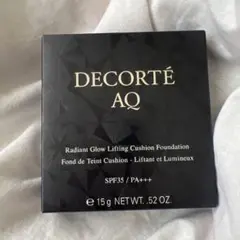 DECORTÉ
AQ
Radiant Glow Lifting Cushion Foundation
Fond de Teint Cushion - Liftant et Lumineux
SPF35 / PA+++
℮ 15 g NET WT. .52 OZ.